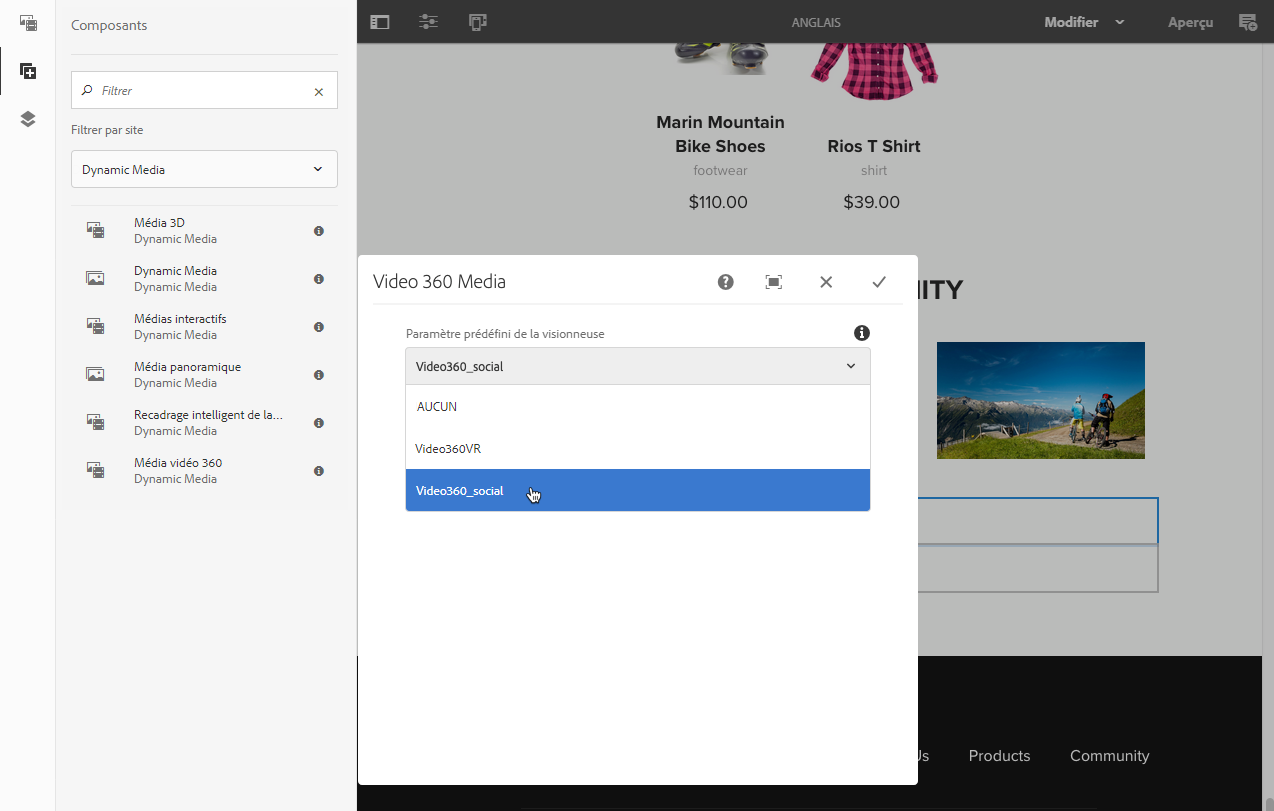 Composants
Filtrer
Filtrer par site
Dynamic Media
Média 3D
Dynamic Media
Dynamic Media
Dynamic Media
Médias interactifs
Dynamic Media
Média panoramique
Dynamic Media
Recadrage intelligent de la...
Dynamic Media
Média vidéo 360
Dynamic Media
ANGLAIS
Modifier
Aperçu
Marin Mountain
Bike Shoes
footwear
$110.00
Rios T Shirt
shirt
$39.00
Video 360 Media
Paramètre prédéfini de la visionneuse
Video360_social
AUCUN
Video360VR
Video360_social
Products
Community